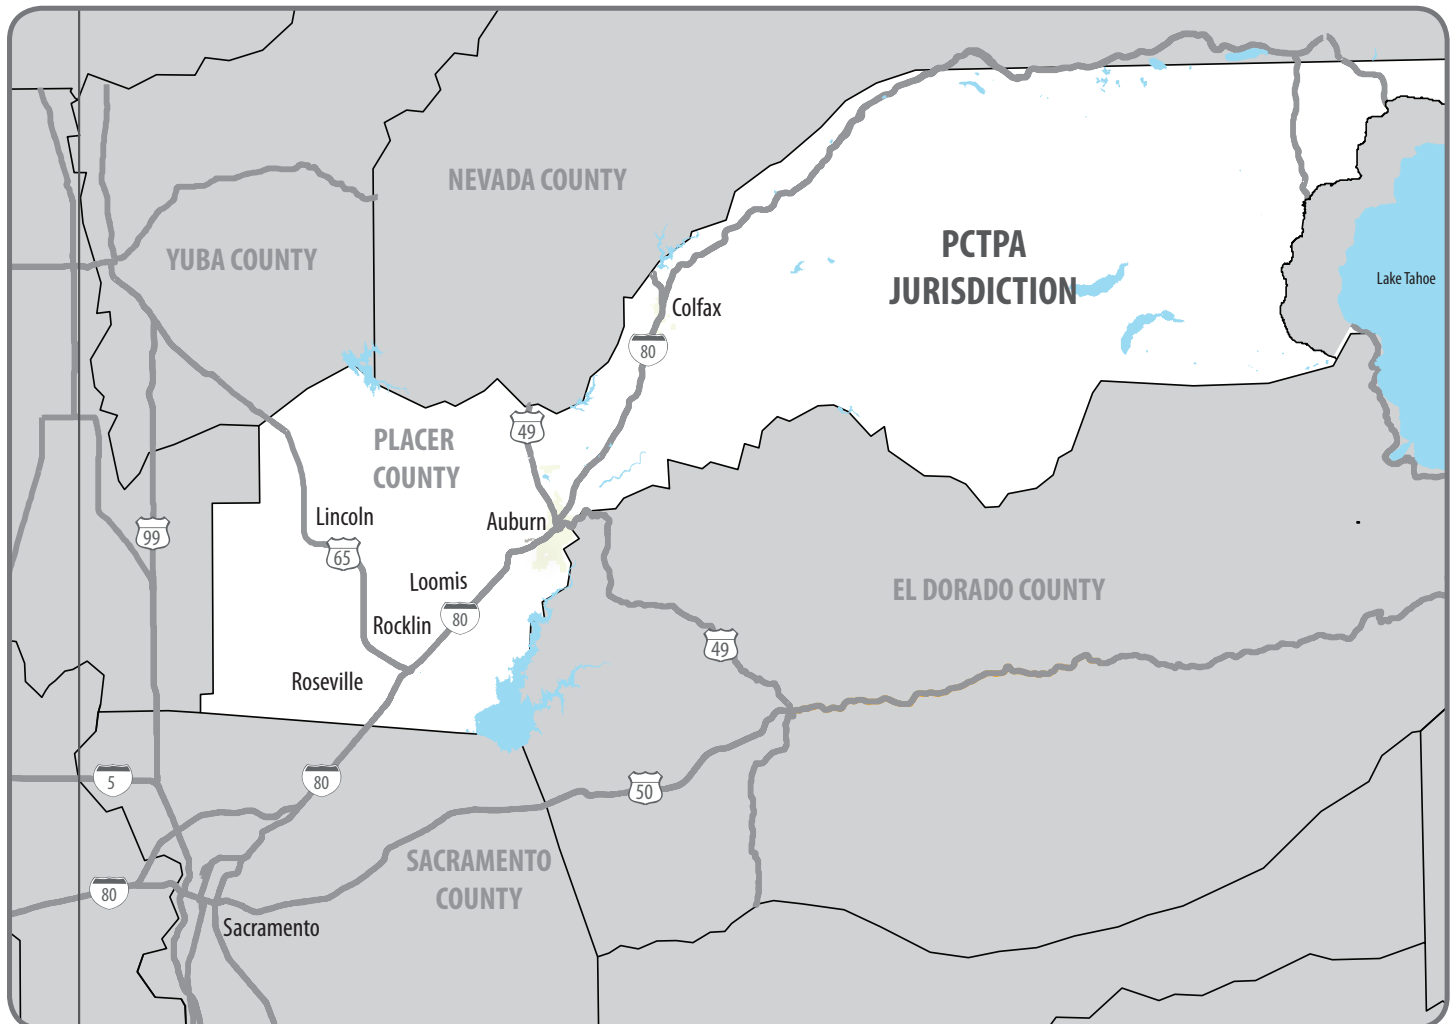 NEVADA COUNTY
YUBA COUNTY
PCTPA
JURISDICTION
Lake Tahoe
Colfax
80
49
PLACER
COUNTY
Lincoln
Auburn
99
65
Loomis
EL DORADO COUNTY
80
Rocklin
49
Roseville
5
80
50
SACRAMENTO
COUNTY
80
Sacramento